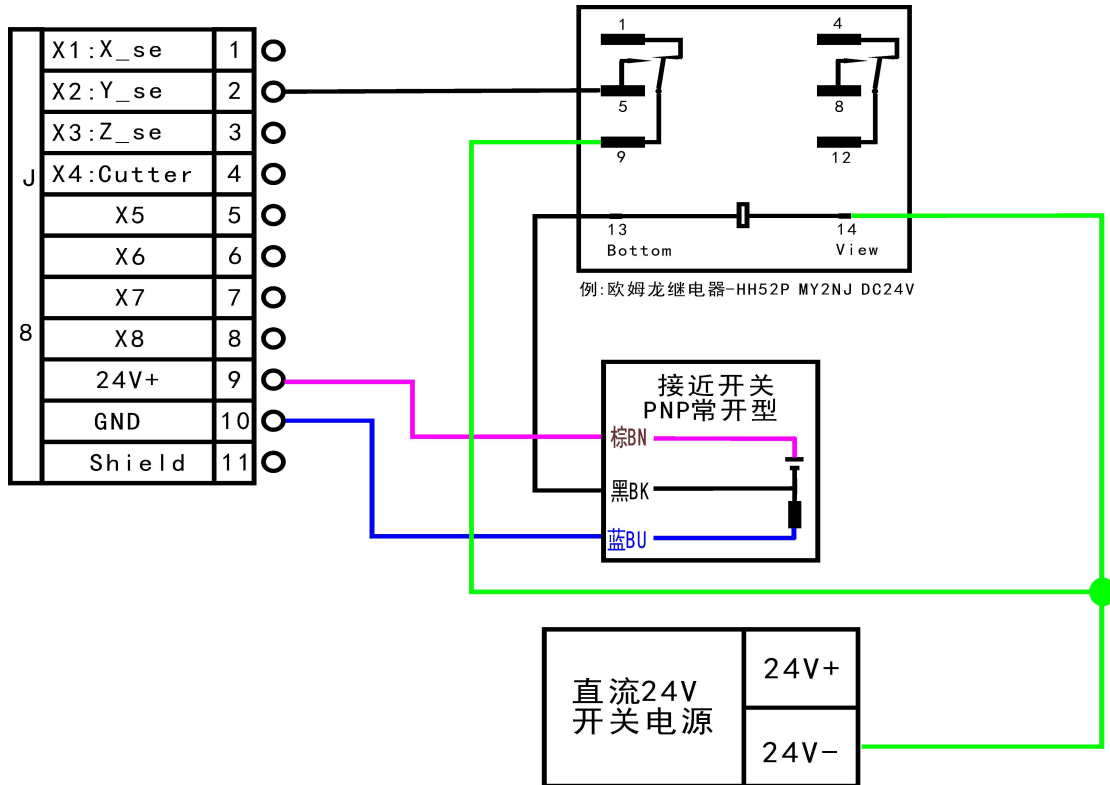 J
8
X1:X_se 1
X2:Y_se 2
X3:Z_se 3
X4:Cutter 4
X5 5
X6 6
X7 7
X8 8
24V+ 9
GND 10
Shield 11
1 4
5 8
9 12
13 14
Bottom View
例:欧姆龙继电器-HH52P MY2NJ DC24V
接近开关
PNP常开型
棕BN
黑BK
蓝BU
直流24V
开关电源
24V+
24V-